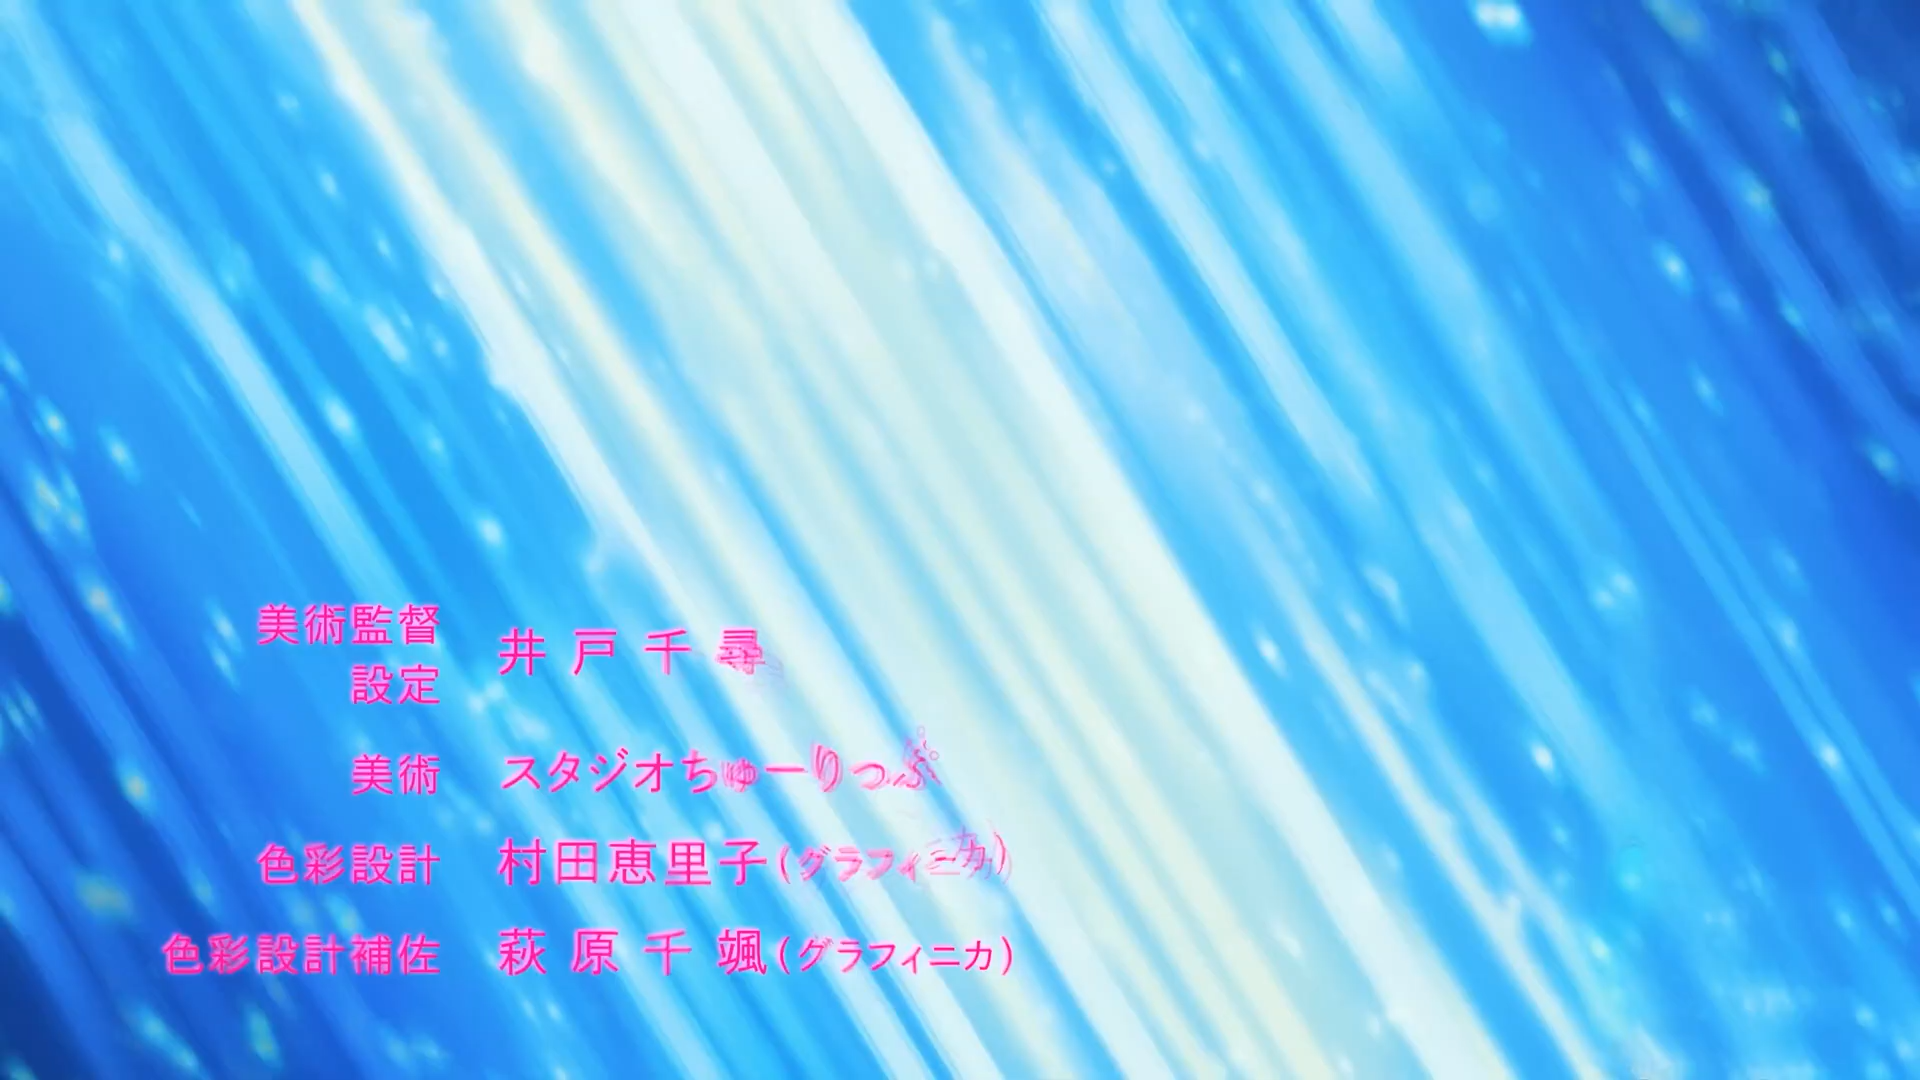 美術監督
設定 井戸千尋
美術 スタジオちゅーりっぷ
色彩設計 村田恵里子(グラフィニカ)
色彩設計補佐 萩原千颯(グラフィニカ)